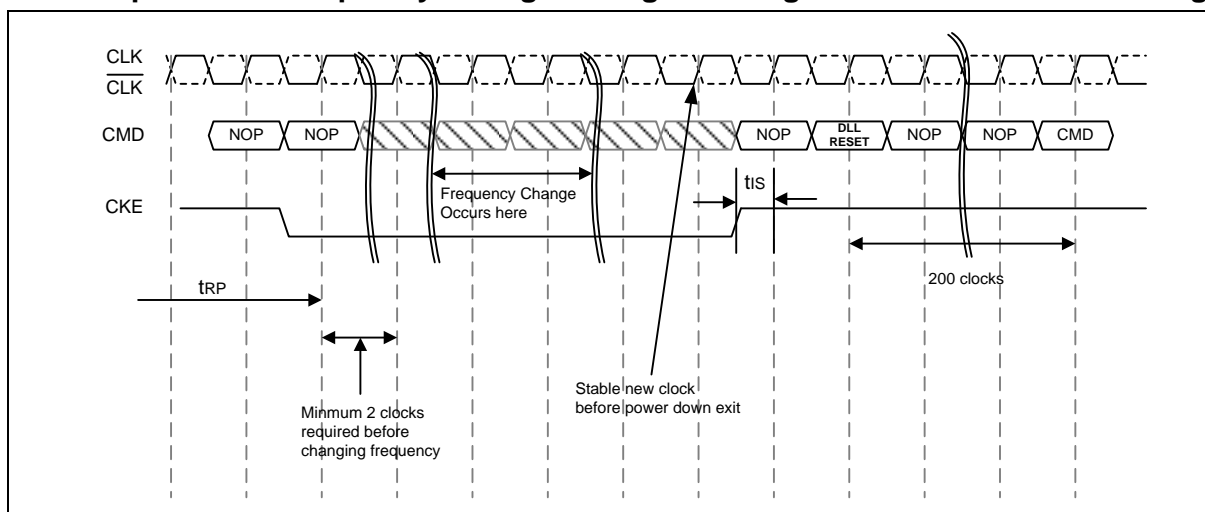 CLK
CLK
CMD
NOP
NOP
NOP
DLL
RESET
NOP
NOP
CMD
Frequency Change
Occurs here
tIS
CKE
200 clocks
tRP
Stable new clock
before power down exit
Minmum 2 clocks
required before
changing frequency